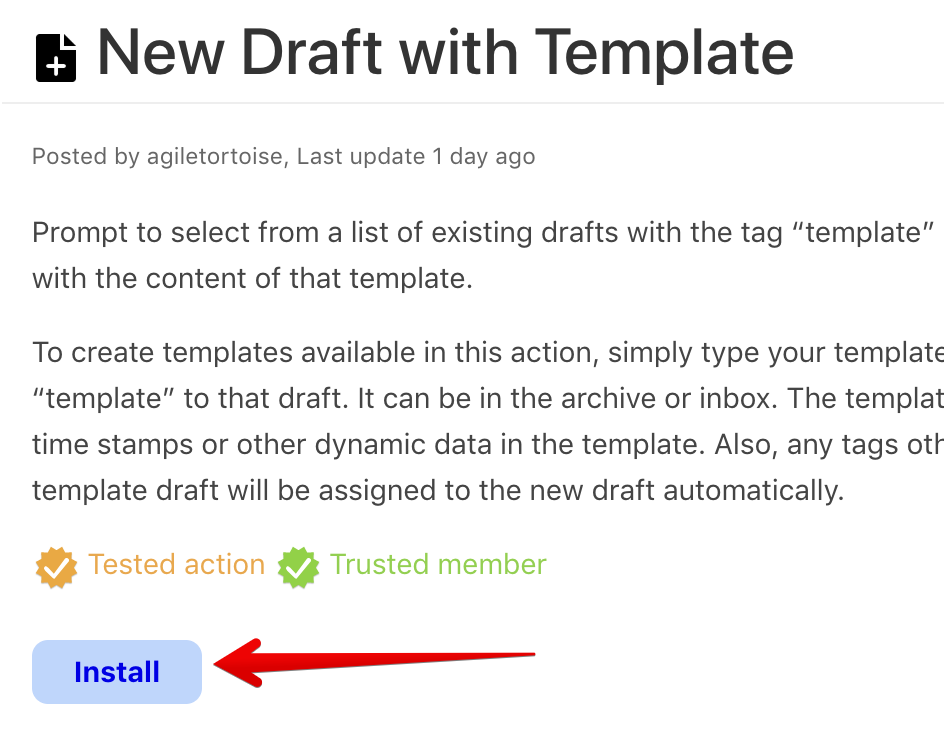 New Draft with Template
Posted by agiletortoise, Last update 1 day ago
Prompt to select from a list of existing drafts with the tag “template”
with the content of that template.
To create templates available in this action, simply type your template
“template” to that draft. It can be in the archive or inbox. The templat
time stamps or other dynamic data in the template. Also, any tags oth
template draft will be assigned to the new draft automatically.
Tested action Trusted member
Install